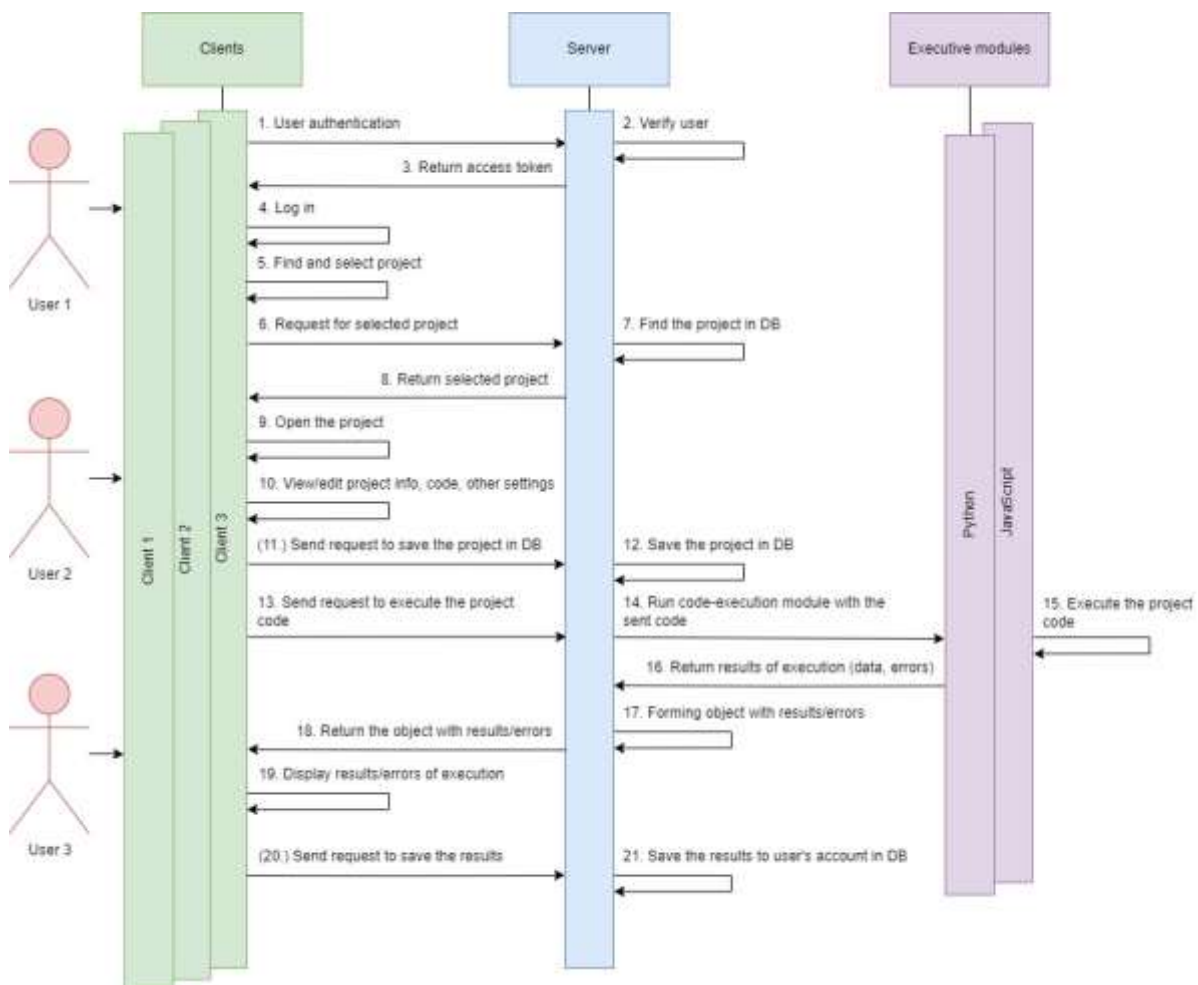 Clients
Server
Executive modules
1. User authentication
2. Verify user
3. Return access token
4. Log in
5. Find and select project
User 1
6. Request for selected project
7. Find the project in DB
8. Return selected project
9. Open the project
10. View/edit project info, code, other settings
Client 1
Client 2
Client 3
Python
JavaScript
(11.) Send request to save the project in DB
12. Save the project in DB
User 2
13. Send request to execute the project
code
14. Run code-execution module with the
sent code
15. Execute the project
code
16. Return results of execution (data, errors)
17. Forming object with results/errors
18. Return the object with results/errors
19. Display results/errors of execution
User 3
(20.) Send request to save the results
21. Save the results to user's account in DB